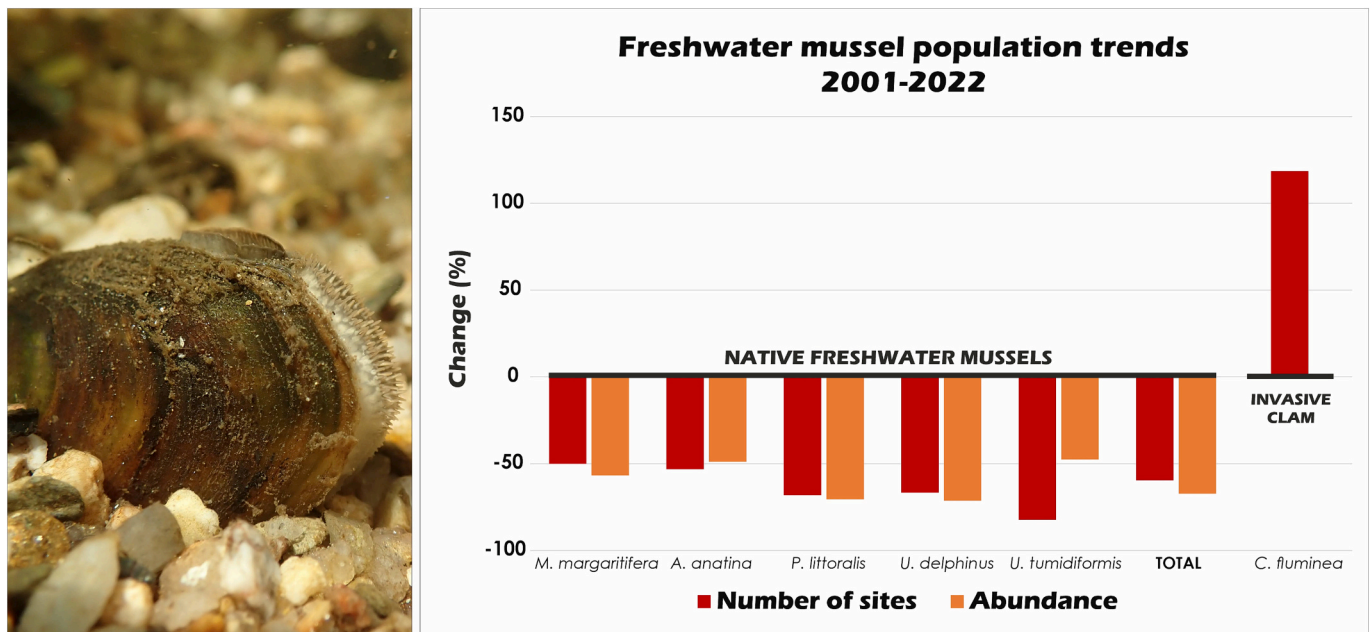 Freshwater mussel population trends
2001-2022
Change (%)
150
100
50
0
-50
-100
NATIVE FRESHWATER MUSSELS
INVASIVE
CLAM
M. margaritifera A. anatina P. littoralis U. delphinus U. tumidiformis TOTAL C. fluminea
Number of sites Abundance